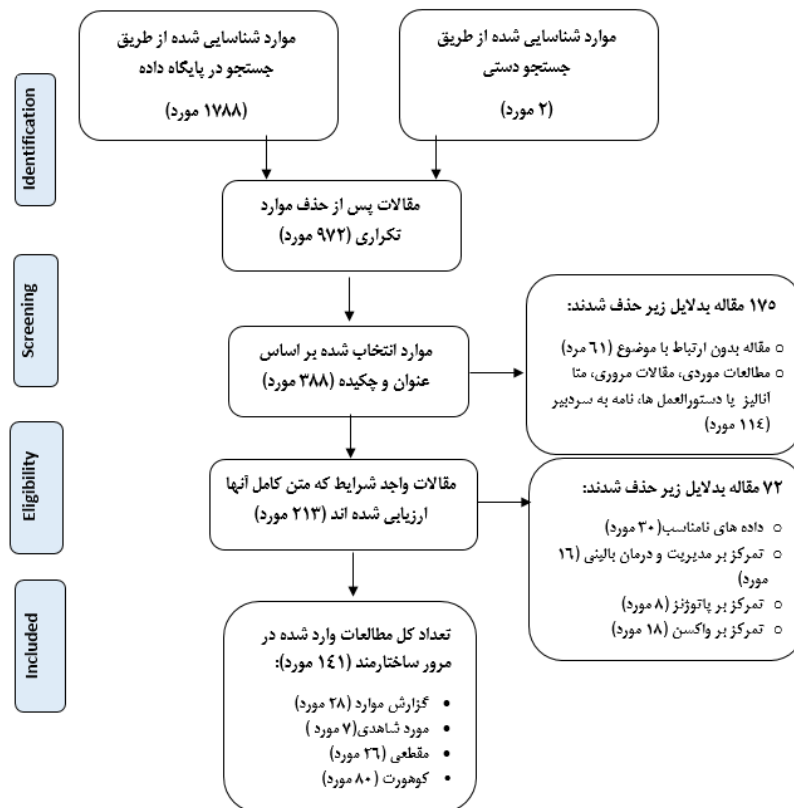 موارد شناسایی شده از طریق
جستجو در پایگاه داده
(۱۷۸۸ مورد)
موارد شناسایی شده از طریق
جستجو دستی
(۲ مورد)
Identification
مقالات پس از حذف موارد
تکراری (۹۷۲ مورد)
Screening
موارد انتخاب شده بر اساس
عنوان و چکیده (۳۸۸ مورد)
۱۷۵ مقاله بدلایل زیر حذف شدند:
○ مقاله بدون ارتباط با موضوع (۶۱ مرد)
○ مطالعات موردی، مقالات مروری، متا
آنالیز یا دستورالعمل ها، نامه به سردبیر
(۱۱۴ مورد)
Eligibility
مقالات واجد شرایط که متن کامل آنها
ارزیابی شده اند (۲۱۳ مورد)
۷۲ مقاله بدلایل زیر حذف شدند:
○ داده های نامناسب(۳۰ مورد)
○ تمرکز بر مدیریت و درمان بالینی (۱۶
مورد)
○ تمرکز بر پاتوژنز (۸ مورد)
○ تمرکز بر واکسن (۱۸ مورد)
Included
تعداد کل مطالعات وارد شده در
مرور ساختارمند (۱۴۱ مورد):
• گزارش موارد (۲۸ مورد)
• مورد شاهدی(۷ مورد )
• مقطعی (۲۶ مورد)
• کوهورت (۸۰ مورد)